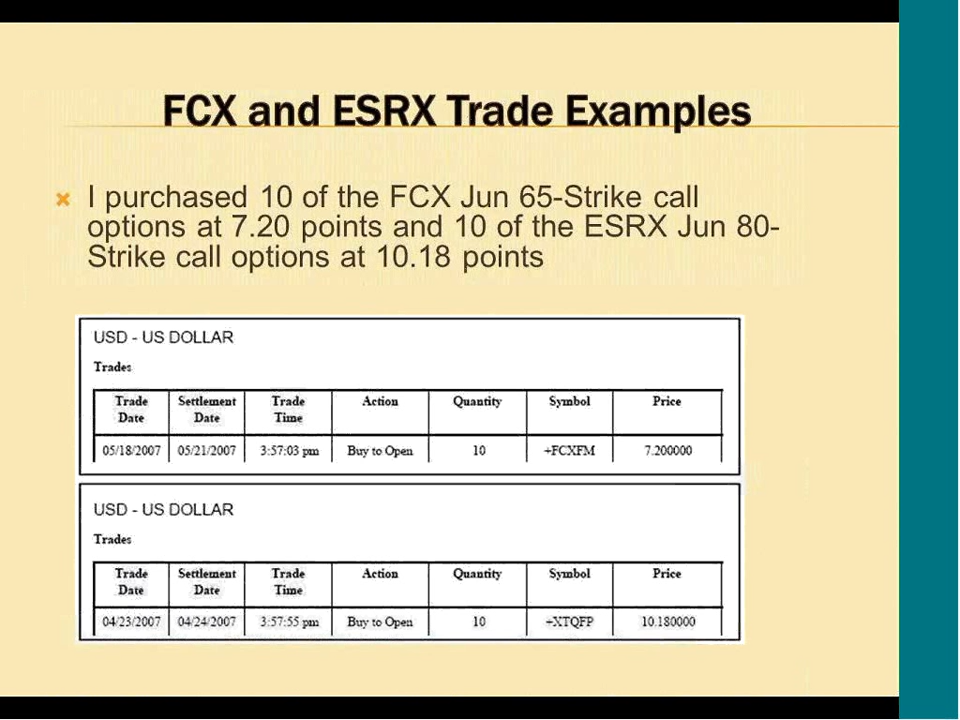 FCX and ESRX Trade Examples
I purchased 10 of the FCX Jun 65-Strike call
options at 7.20 points and 10 of the ESRX Jun 80-
Strike call options at 10.18 points
USD - US DOLLAR
Trades
Trade Date Settlement Date Trade Time Action Quantity Symbol Price
05/18/2007 05/21/2007 3:57:03 pm Buy to Open 10 +FCXFM 7.200000
USD - US DOLLAR
Trades
Trade Date Settlement Date Trade Time Action Quantity Symbol Price
04/23/2007 04/24/2007 3:57:55 pm Buy to Open 10 +XTQFP 10.180000